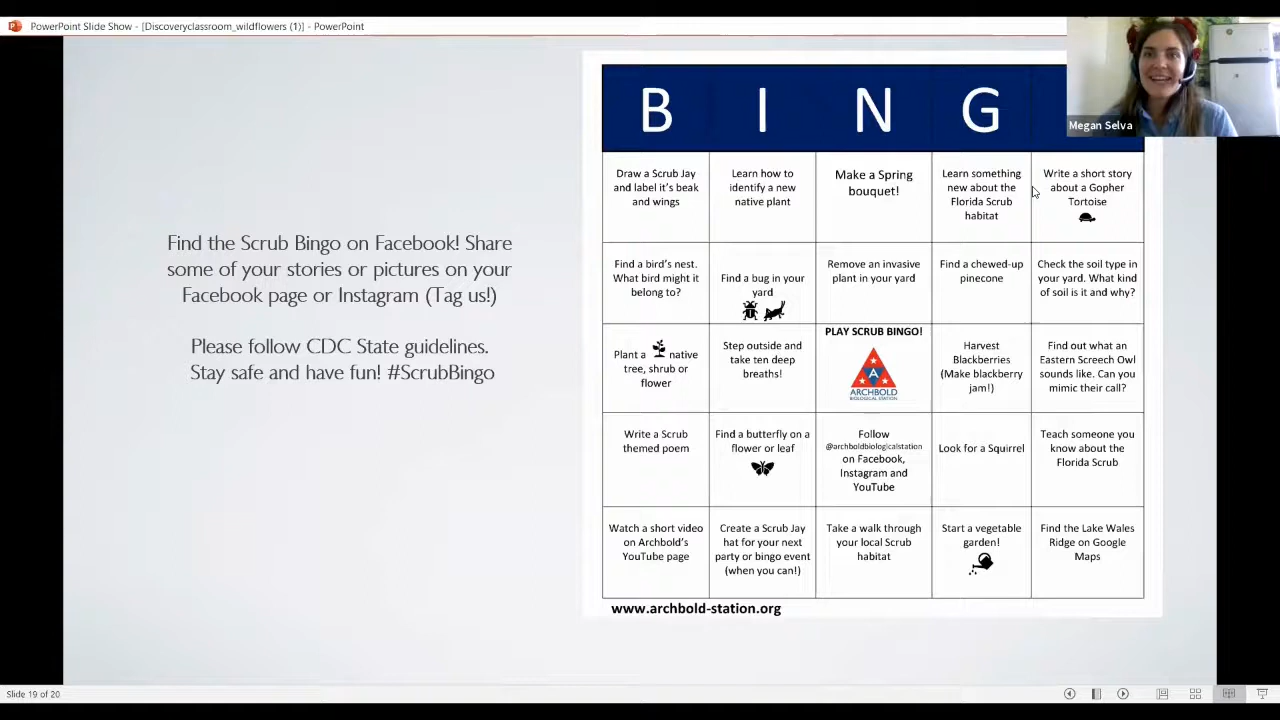 PowerPoint Slide Show - [Discoveryclassroom_wildflowers (1)] - PowerPoint
Megan Selva
Find the Scrub Bingo on Facebook! Share
some of your stories or pictures on your
Facebook page or Instagram (Tag us!)
Please follow CDC State guidelines.
Stay safe and have fun! #ScrubBingo
B I N G
Draw a Scrub Jay
and label it's beak
and wings
Learn how to
identify a new
native plant
Make a Spring
bouquet!
Learn something
new about the
Florida Scrub
habitat
Write a short story
about a Gopher
Tortoise
Find a bird's nest.
What bird might it
belong to?
Find a bug in your
yard
Remove an invasive
plant in your yard
Find a chewed-up
pinecone
Check the soil type in
your yard. What kind
of soil is it and why?
Plant a native
tree, shrub or
flower
Step outside and
take ten deep
breaths!
PLAY SCRUB BINGO!
A
ARCHBOLD
BIOLOGICAL STATION
Harvest
Blackberries
(Make blackberry
jam!)
Find out what an
Eastern Screech Owl
sounds like. Can you
mimic their call?
Write a Scrub
themed poem
Find a butterfly on a
flower or leaf
Follow
@archboldbiologicalstation
on Facebook,
Instagram and
YouTube
Look for a Squirrel
Teach someone you
know about the
Florida Scrub
Watch a short video
on Archbold's
YouTube page
Create a Scrub Jay
hat for your next
party or bingo event
(when you can!)
Take a walk through
your local Scrub
habitat
Start a vegetable
garden!
Find the Lake Wales
Ridge on Google
Maps
www.archbold-station.org
Slide 19 of 20